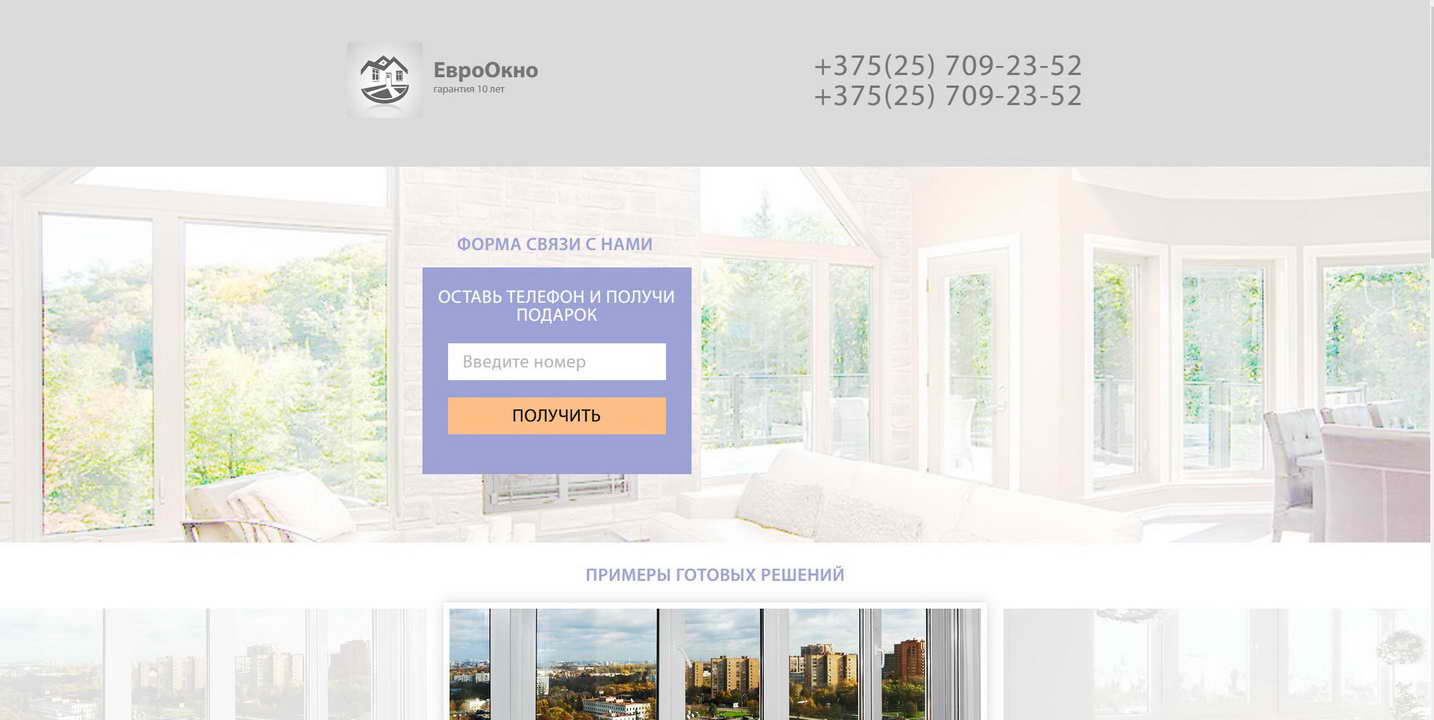 ЕвроОкно
гарантия 10 лет
+375(25) 709-23-52
+375(25) 709-23-52
ФОРМА СВЯЗИ С НАМИ
ОСТАВЬ ТЕЛЕФОН И ПОЛУЧИ
ПОДАРОК
Введите номер
ПОЛУЧИТЬ
ПРИМЕРЫ ГОТОВЫХ РЕШЕНИЙ